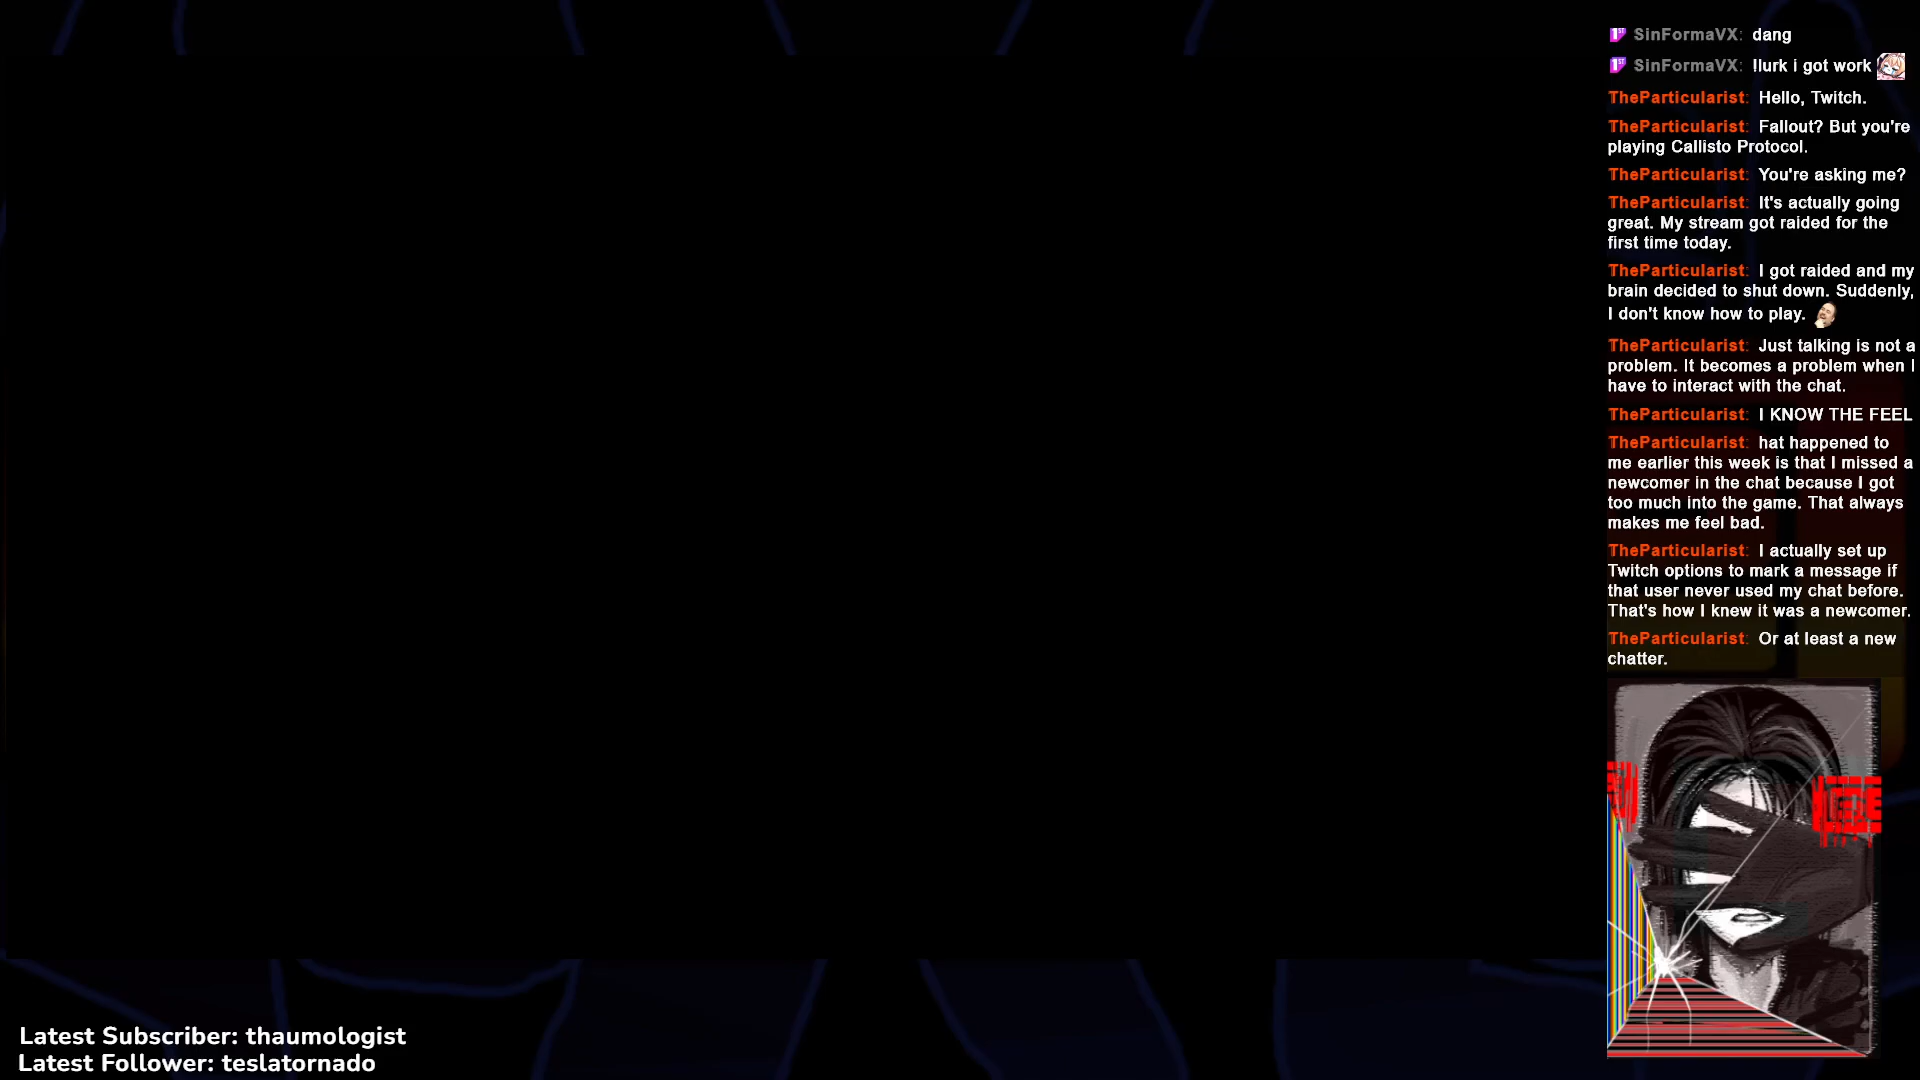 SinFormaVX: dang
SinFormaVX: !lurk i got work
TheParticularist: Hello, Twitch.
TheParticularist: Fallout? But you're
playing Callisto Protocol.
TheParticularist: You're asking me?
TheParticularist: It's actually going
great. My stream got raided for the
first time today.
TheParticularist: I got raided and my
brain decided to shut down. Suddenly,
I don't know how to play.
TheParticularist: Just talking is not a
problem. It becomes a problem when I
have to interact with the chat.
TheParticularist: I KNOW THE FEEL
TheParticularist: hat happened to
me earlier this week is that I missed a
newcomer in the chat because I got
too much into the game. That always
makes me feel bad.
TheParticularist: I actually set up
Twitch options to mark a message if
that user never used my chat before.
That's how I knew it was a newcomer.
TheParticularist: Or at least a new
chatter.
Latest Subscriber: thaumologist
Latest Follower: teslatornado